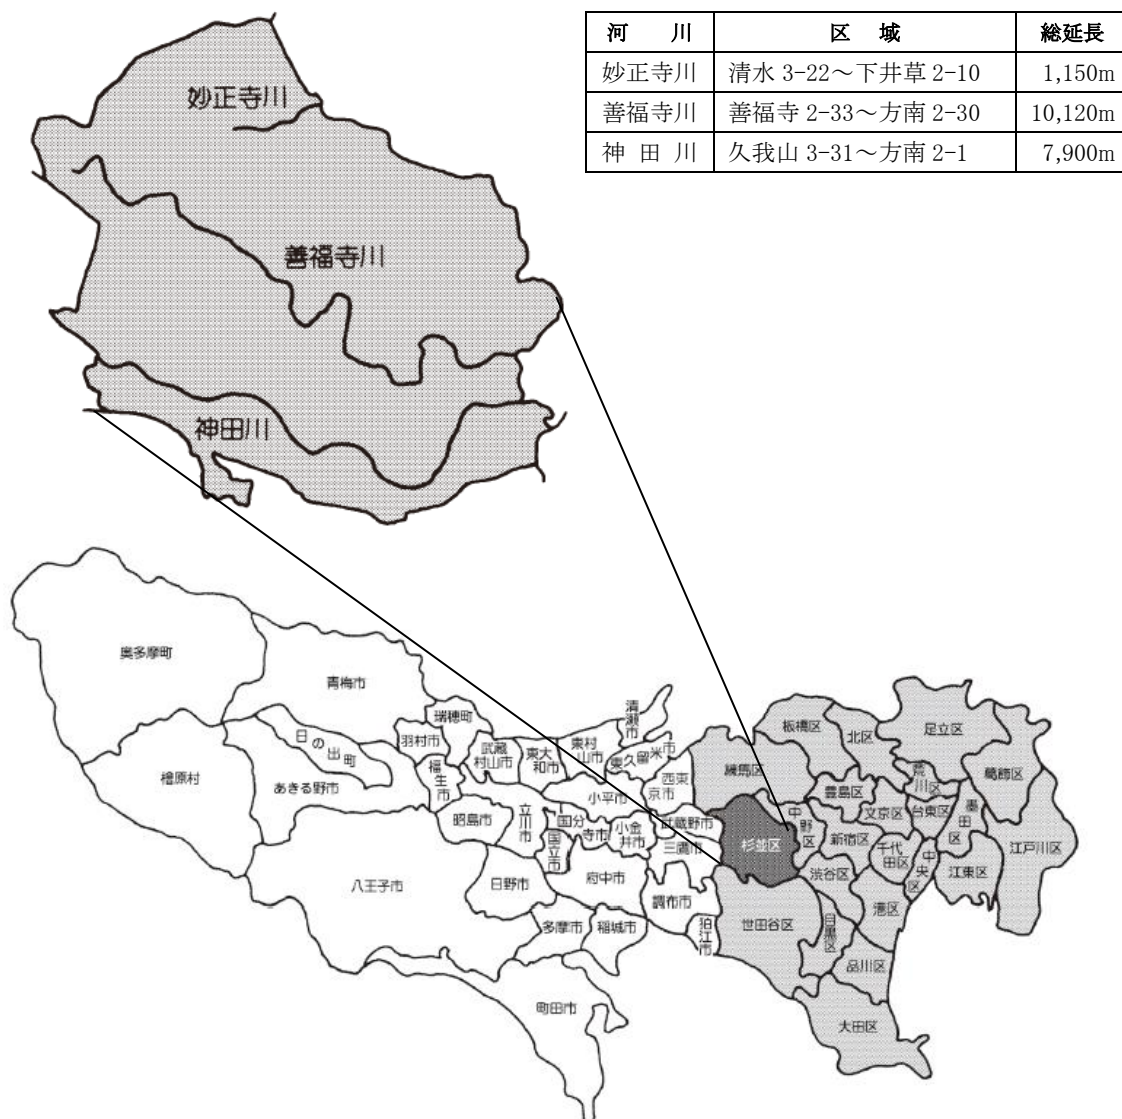 河 川 区 域 総延長
妙正寺川 清水 3-22～下井草 2-10 1,150m
善福寺川 善福寺 2-33～方南 2-30 10,120m
神 田 川 久我山 3-31～方南 2-1 7,900m
妙正寺川
善福寺川
神田川
奥多摩町
青梅市
瑞穂町
羽村市
日の出町
檜原村
あきる野市
福生市
武蔵村山市
東大和市
東村山市
清瀬市
東久留米市
西東京市
小平市
昭島市
立川市
国分寺市
国立市
小金井市
武蔵野市
三鷹市
八王子市
日野市
府中市
調布市
狛江市
多摩市
稲城市
町田市
練馬区
板橋区
北区
足立区
葛飾区
荒川区
豊島区
文京区
台東区
墨田区
杉並区
中野区
新宿区
千代田区
中央区
江東区
江戸川区
渋谷区
港区
世田谷区
目黒区
品川区
大田区